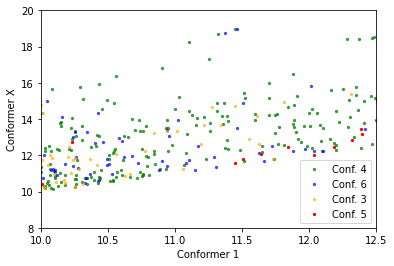 20
18
16
14
12
10
8
Conformer X
10.0
10.5
11.0
11.5
12.0
12.5
Conformer 1
Conf. 4
Conf. 6
Conf. 3
Conf. 5